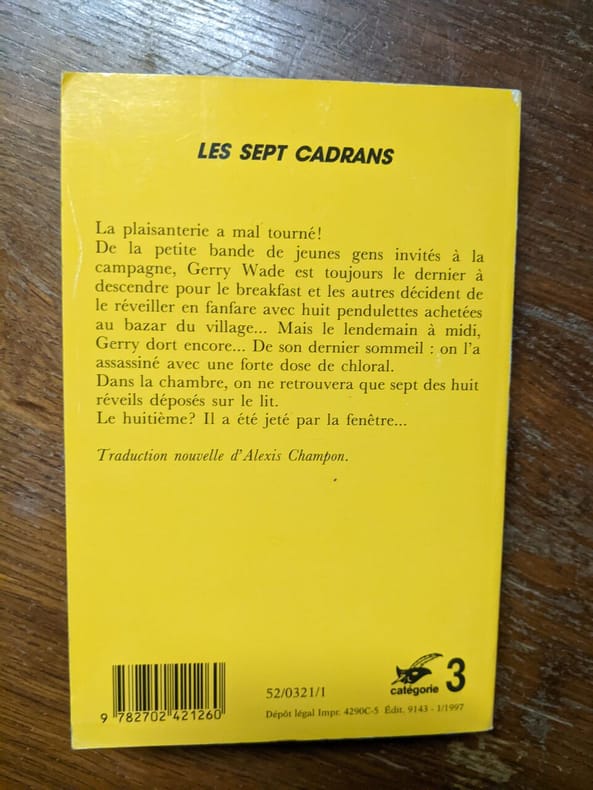 LES SEPT CADRANS
La plaisanterie a mal tourné!
De la petite bande de jeunes gens invités à la
campagne, Gerry Wade est toujours le dernier à
descendre pour le breakfast et les autres décident de
le réveiller en fanfare avec huit pendulettes achetées
au bazar du village... Mais le lendemain à midi,
Gerry dort encore... De son dernier sommeil : on l'a
assassiné avec une forte dose de chloral.
Dans la chambre, on ne retrouvera que sept des huit
réveils déposés sur le lit.
Le huitième? Il a été jeté par la fenêtre...
Traduction nouvelle d'Alexis Champon.
9 782702 421260
52/0321/1
catégorie 3
Dépôt légal Impr. 4290C-5 Édit. 9143 - 1/1997